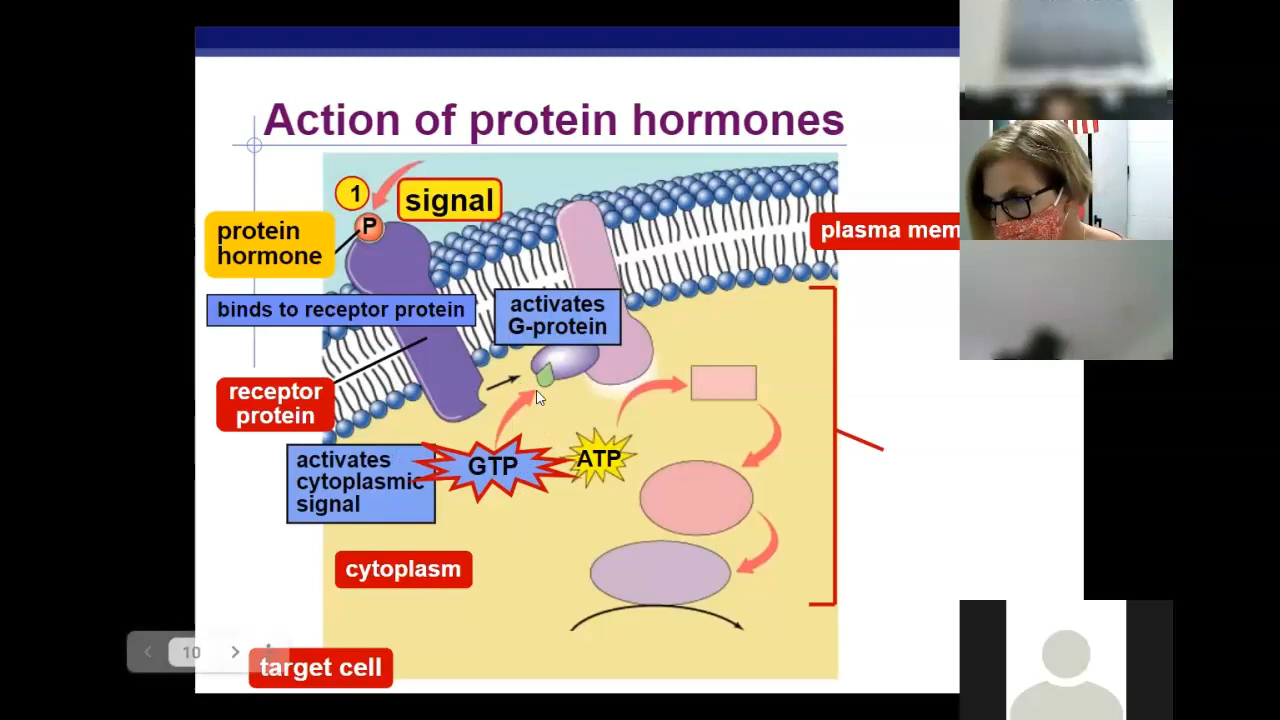 Action of protein hormones
1
signal
P
protein
hormone
plasma mem
binds to receptor protein
activates
G-protein
receptor
protein
activates
cytoplasmic
signal
GTP
ATP
cytoplasm
10
target cell